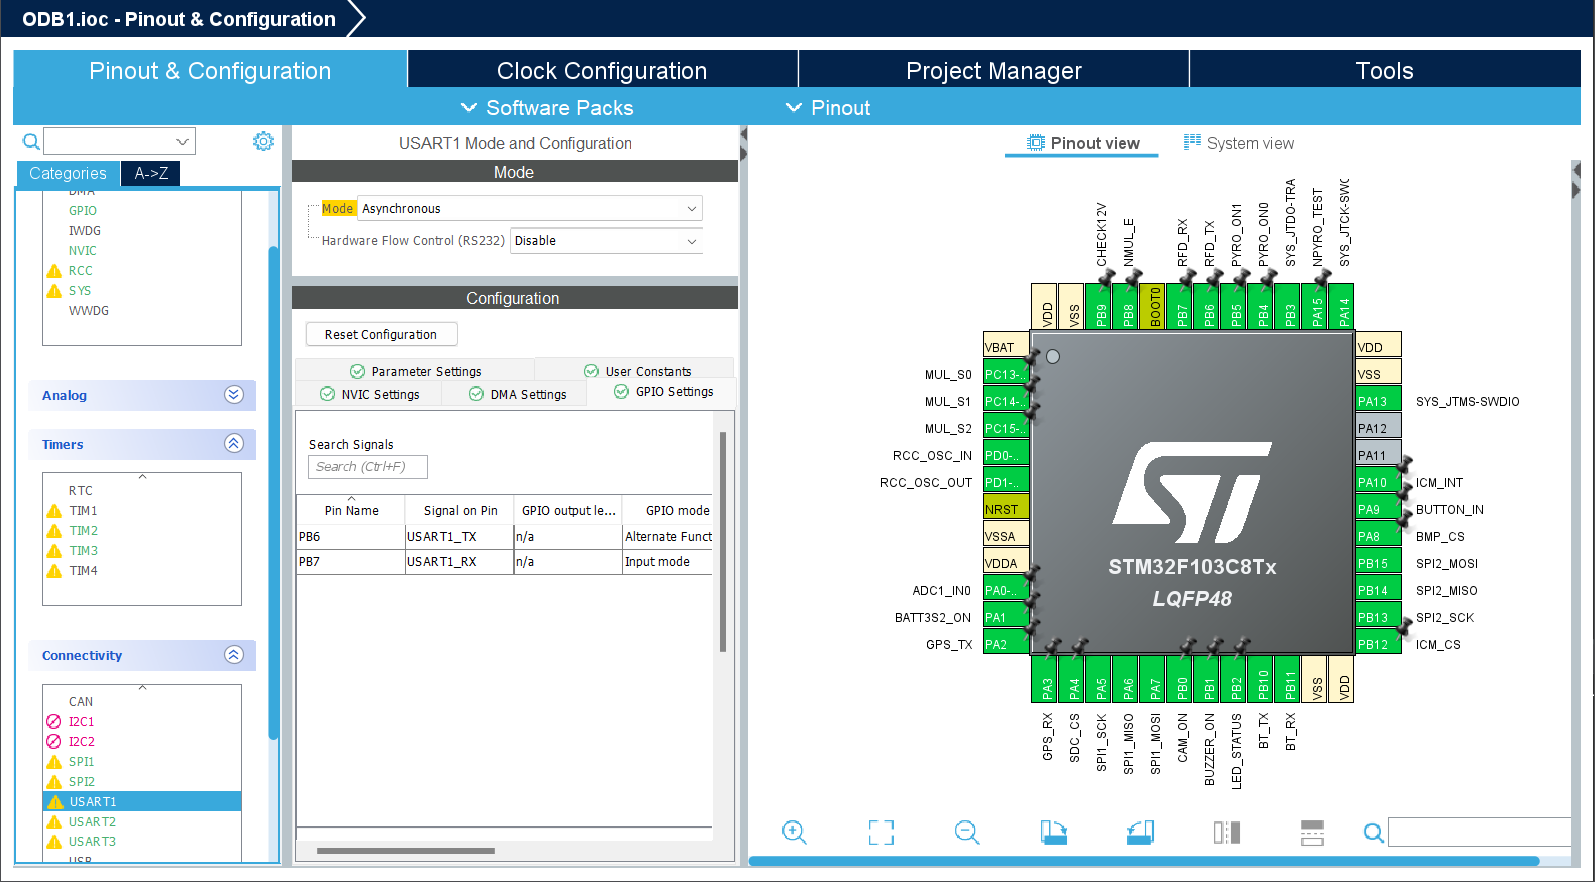 ODB1.ioc - Pinout & Configuration
Pinout & Configuration
Clock Configuration
Project Manager
Tools
Software Packs
Pinout
Categories
A->Z
DMA
GPIO
IWDG
NVIC
RCC
SYS
WWDG
Analog
Timers
RTC
TIM1
TIM2
TIM3
TIM4
Connectivity
CAN
I2C1
I2C2
SPI1
SPI2
USART1
USART2
USART3
USB
USART1 Mode and Configuration
Mode
Mode Asynchronous
Hardware Flow Control (RS232) Disable
Configuration
Reset Configuration
Parameter Settings
User Constants
NVIC Settings
DMA Settings
GPIO Settings
Search Signals
Search (Ctrl+F)
Pin Name
Signal on Pin
GPIO output le...
GPIO mode
PB6 USART1_TX n/a Alternate Funct
PB7 USART1_RX n/a Input mode
Pinout view
System view
CHECK12V
NMUL_E
RFD_RX
RFD_TX
PYRO_ON1
PYRO_ON0
SYS_JTDO-TRA
NPYRO_TEST
SYS_JTCK-SWC
VDD
VSS
PB9
PB8
BOOT0
PB7
PB6
PB5
PB4
PB3
PA15
PA14
VBAT
MUL_S0 PC13-..
MUL_S1 PC14-..
MUL_S2 PC15-..
RCC_OSC_IN PD0-..
RCC_OSC_OUT PD1-..
NRST
VSSA
VDDA
ADC1_IN0 PA0-..
BATT3S2_ON PA1
GPS_TX PA2
STM32F103C8Tx
LQFP48
VDD
VSS
PA13 SYS_JTMS-SWDIO
PA12
PA11
PA10 ICM_INT
PA9 BUTTON_IN
PA8 BMP_CS
PB15 SPI2_MOSI
PB14 SPI2_MISO
PB13 SPI2_SCK
PB12 ICM_CS
PA3
PA4
PA5
PA6
PA7
PB0
PB1
PB2
PB10
PB11
VSS
VDD
GPS_RX
SDC_CS
SPI1_SCK
SPI1_MISO
SPI1_MOSI
CAM_ON
BUZZER_ON
LED_STATUS
BT_TX
BT_RX